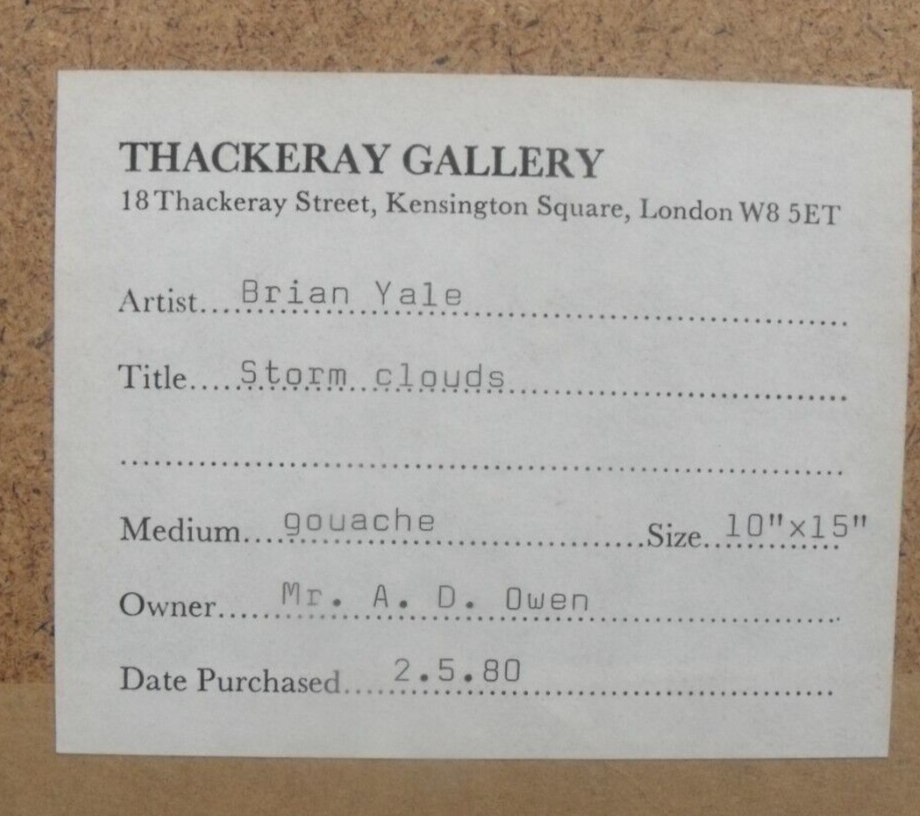 THACKERAY GALLERY
18 Thackeray Street, Kensington Square, London W8 5ET
Artist....Brian Yale
Title....Storm clouds
Medium....gouache Size..10"x15"
Owner....Mr. A. D. Owen
Date Purchased....2.5.80